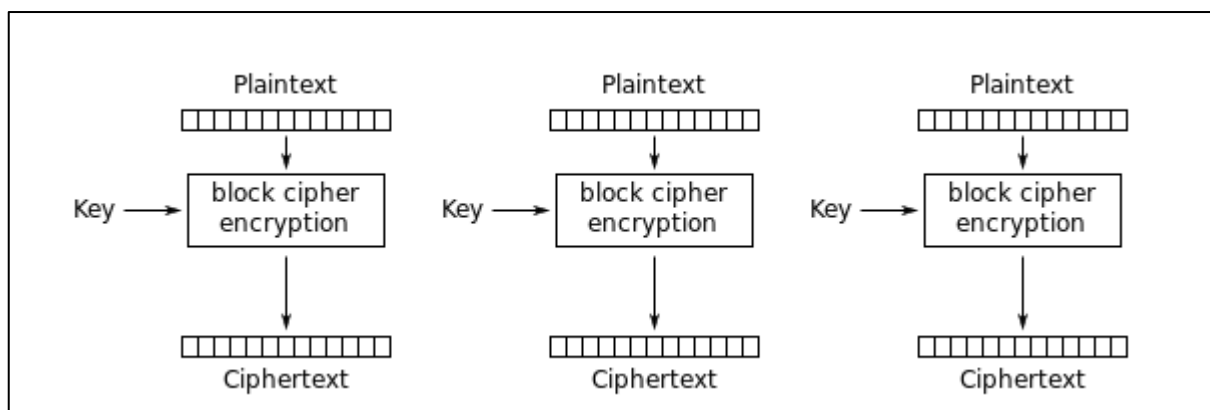 Plaintext Plaintext Plaintext
block cipher block cipher block cipher
Key Key Key
encryption encryption encryption
Ciphertext Ciphertext Ciphertext